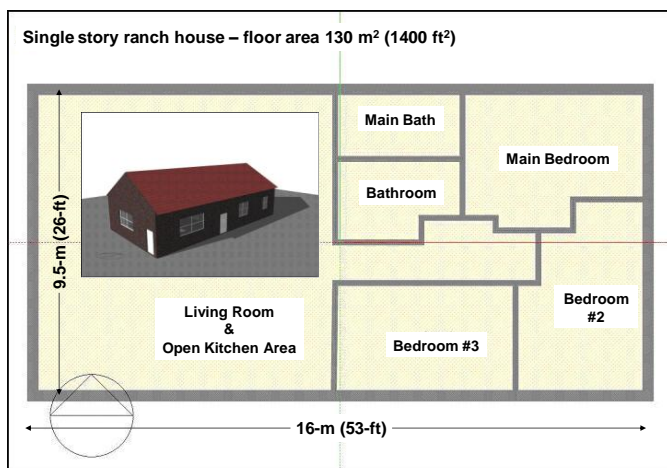 Single story ranch house – floor area 130 m² (1400 ft²)
Main Bath
Main Bedroom
Bathroom
9.5-m (26-ft)
Living Room
&
Open Kitchen Area
Bedroom
#2
Bedroom #3
16-m (53-ft)